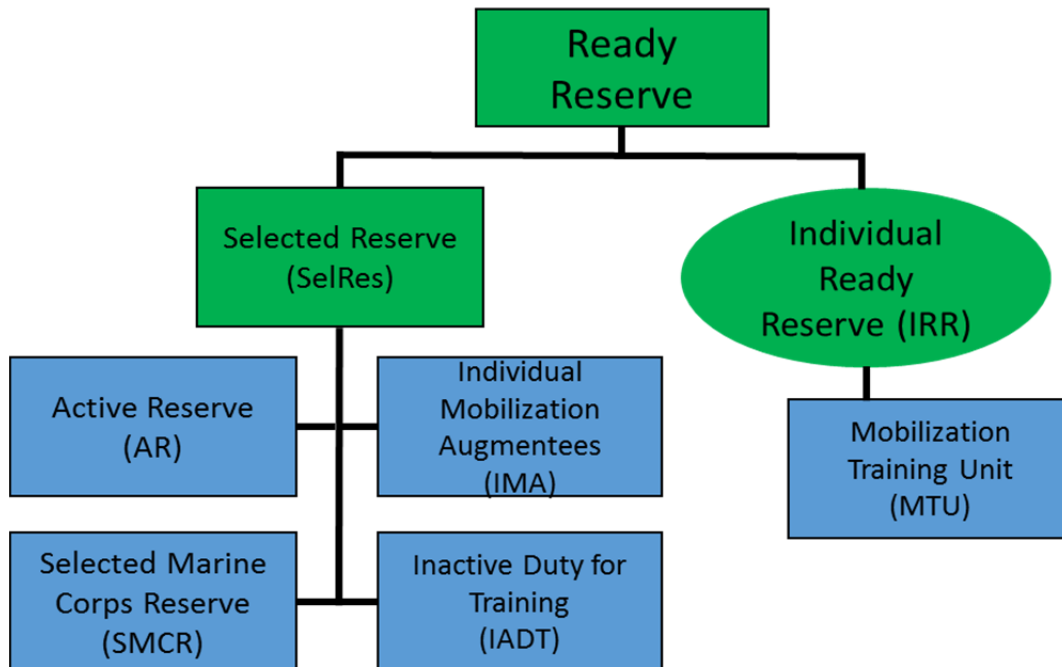 Ready
Reserve
Selected Reserve
(SelRes)
Individual
Ready
Reserve (IRR)
Active Reserve
(AR)
Individual
Mobilization
Augmentees
(IMA)
Mobilization
Training Unit
(MTU)
Selected Marine
Corps Reserve
(SMCR)
Inactive Duty for
Training
(IADT)